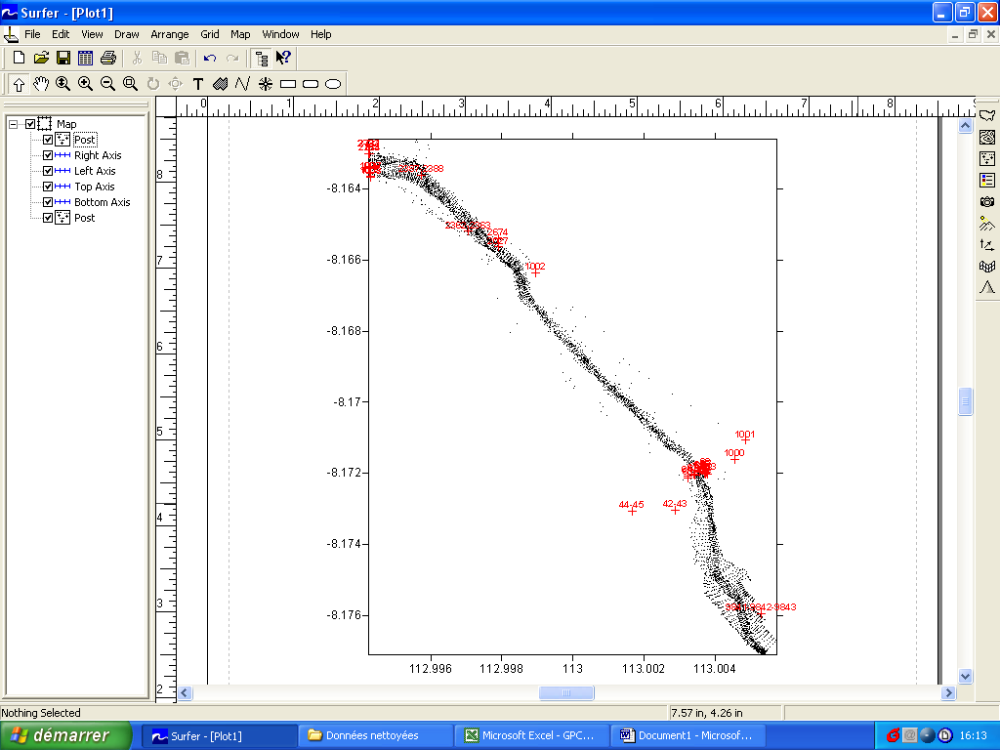 Surfer - [Plot1]
File Edit View Draw Arrange Grid Map Window Help
T
0 1 2 3 4 5 6 7 8 9
Map
Post
Right Axis
Left Axis
Top Axis
Bottom Axis
Post
8
7
6
5
4
3
2
-8.164
-8.166
-8.168
-8.17
-8.172
-8.174
-8.176
2674
1002
1001
1000
44-45
42-43
112.996 112.998 113 113.002 113.004
Nothing Selected
7.57 in, 4.26 in
démarrer
Surfer - [Plot1]
Données nettoyées
Microsoft Excel - GPC...
Document1 - Microsof...
16:13